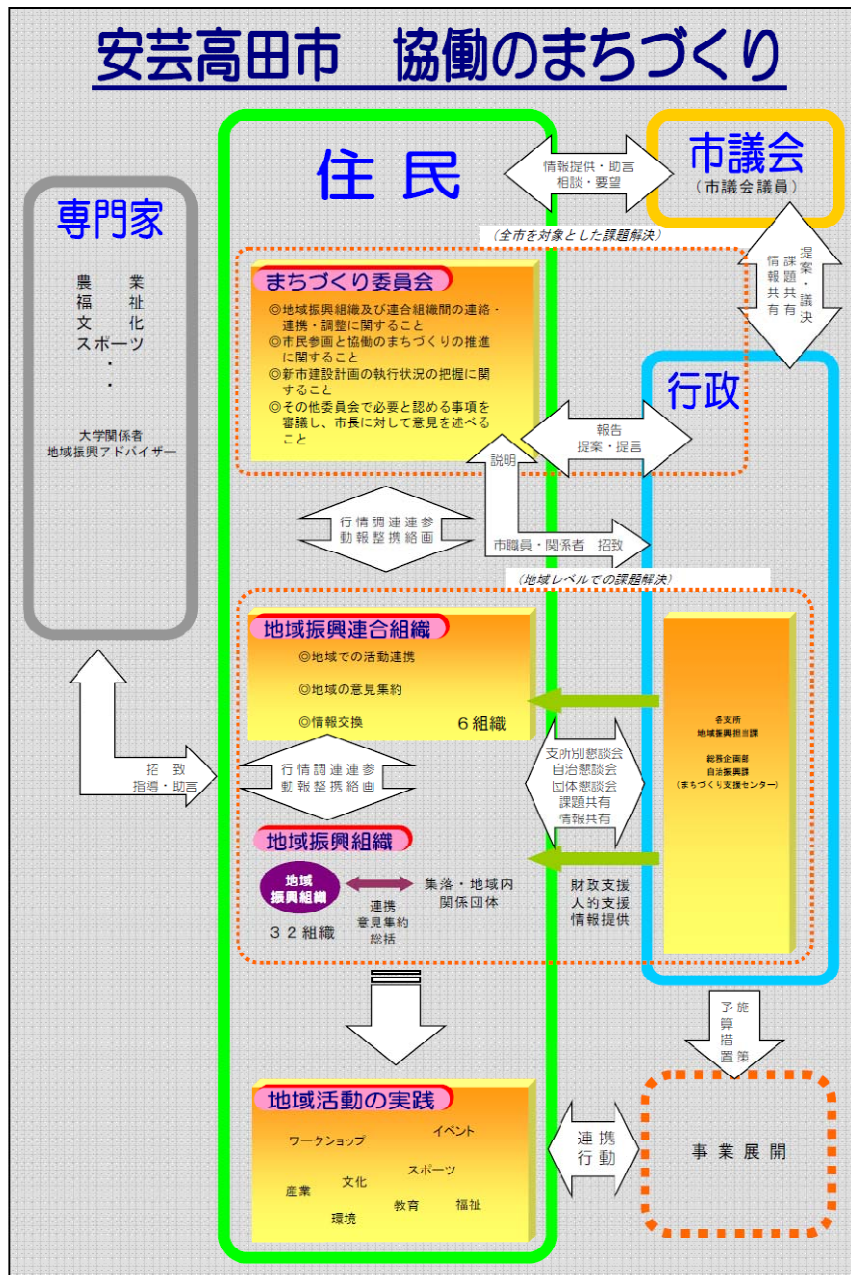 安芸高田市 協働のまちづくり
住民
市議会
(市議会議員)
情報提供・助言
相談・要望
専門家
農業
福祉
文化
スポーツ
・
・
大学関係者
地域振興アドバイザー
(全市を対象とした課題解決)
提案・議決
課題共有
情報共有
まちづくり委員会
◎地域振興組織及び連合組織間の連絡・
連携・調整に関すること
◎市民参画と協働のまちづくりの推進
に関すること
◎新市建設計画の執行状況の把握に関
すること
◎その他委員会で必要と認める事項を
審議し、市長に対して意見を述べる
こと
行政
報告
提案・提言
説明
市職員・関係者 招致
参画
連絡
連携
調整
情報
行動
(地域レベルでの課題解決)
地域振興連合組織
◎地域での活動連携
◎地域の意見集約
◎情報交換
6組織
各支所
地域振興担当課
総務企画部
自治振興課
(まちづくり支援センター)
支所別懇談会
自治懇談会
団体懇談会
課題共有
情報共有
招致
指導・助言
参画
連絡
連携
調整
情報
行動
地域振興組織
地域
振興組織
32組織
連携
意見集約
総括
集落・地域内
関係団体
財政支援
人的支援
情報提供
施策
予算措置
地域活動の実践
ワークショップ
イベント
スポーツ
文化
産業
教育
福祉
環境
連携
行動
事業展開